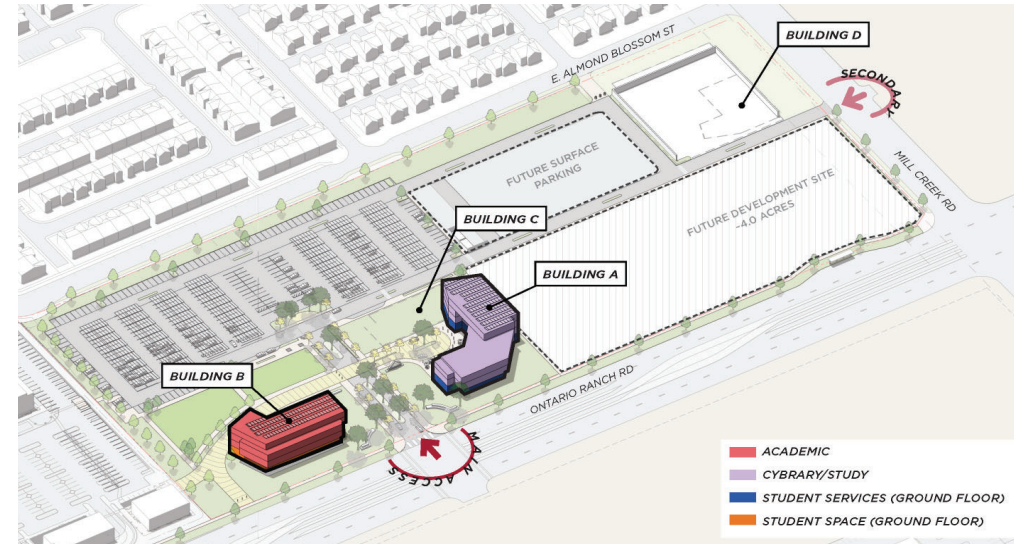 BUILDING D
E. ALMOND BLOSSOM ST
SECONDARY
MILL CREEK RD
FUTURE SURFACE
PARKING
FUTURE DEVELOPMENT SITE
~4.0 ACRES
BUILDING C
BUILDING A
BUILDING B
ONTARIO RANCH RD
MAIN ACCESS
ACADEMIC
CYBRARY/STUDY
STUDENT SERVICES (GROUND FLOOR)
STUDENT SPACE (GROUND FLOOR)